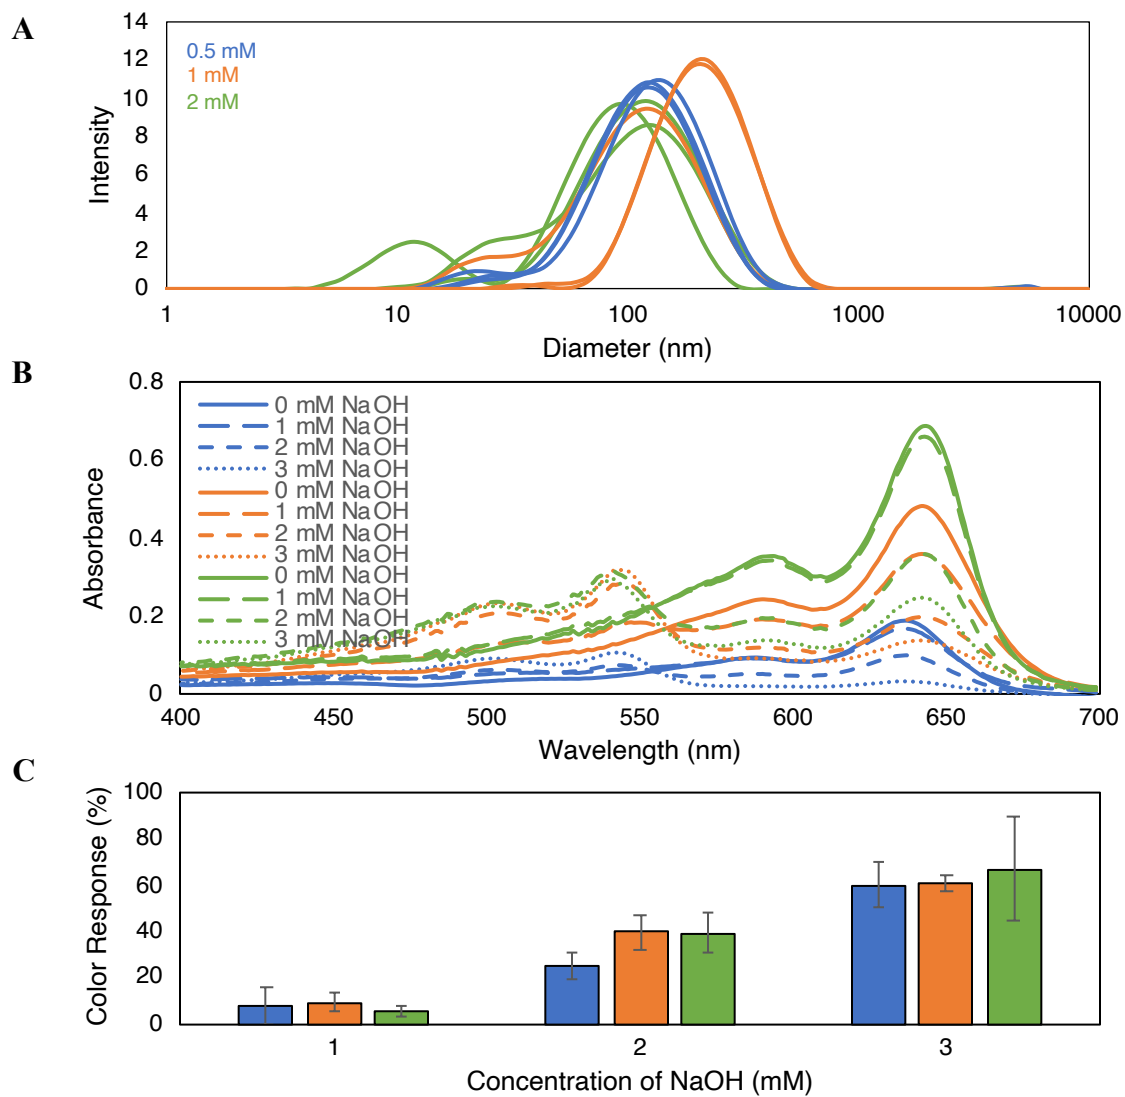 A
14
12
10
8
6
4
2
0
Intensity
0.5 mM
1 mM
2 mM
1
10
100
1000
10000
Diameter (nm)
B
0.8
0.6
0.4
0.2
0
Absorbance
0 mM NaOH
1 mM NaOH
2 mM NaOH
3 mM NaOH
0 mM NaOH
1 mM NaOH
2 mM NaOH
3 mM NaOH
0 mM NaOH
1 mM NaOH
2 mM NaOH
3 mM NaOH
400
450
500
550
600
650
700
Wavelength (nm)
C
100
80
60
40
20
0
Color Response (%)
1
2
3
Concentration of NaOH (mM)